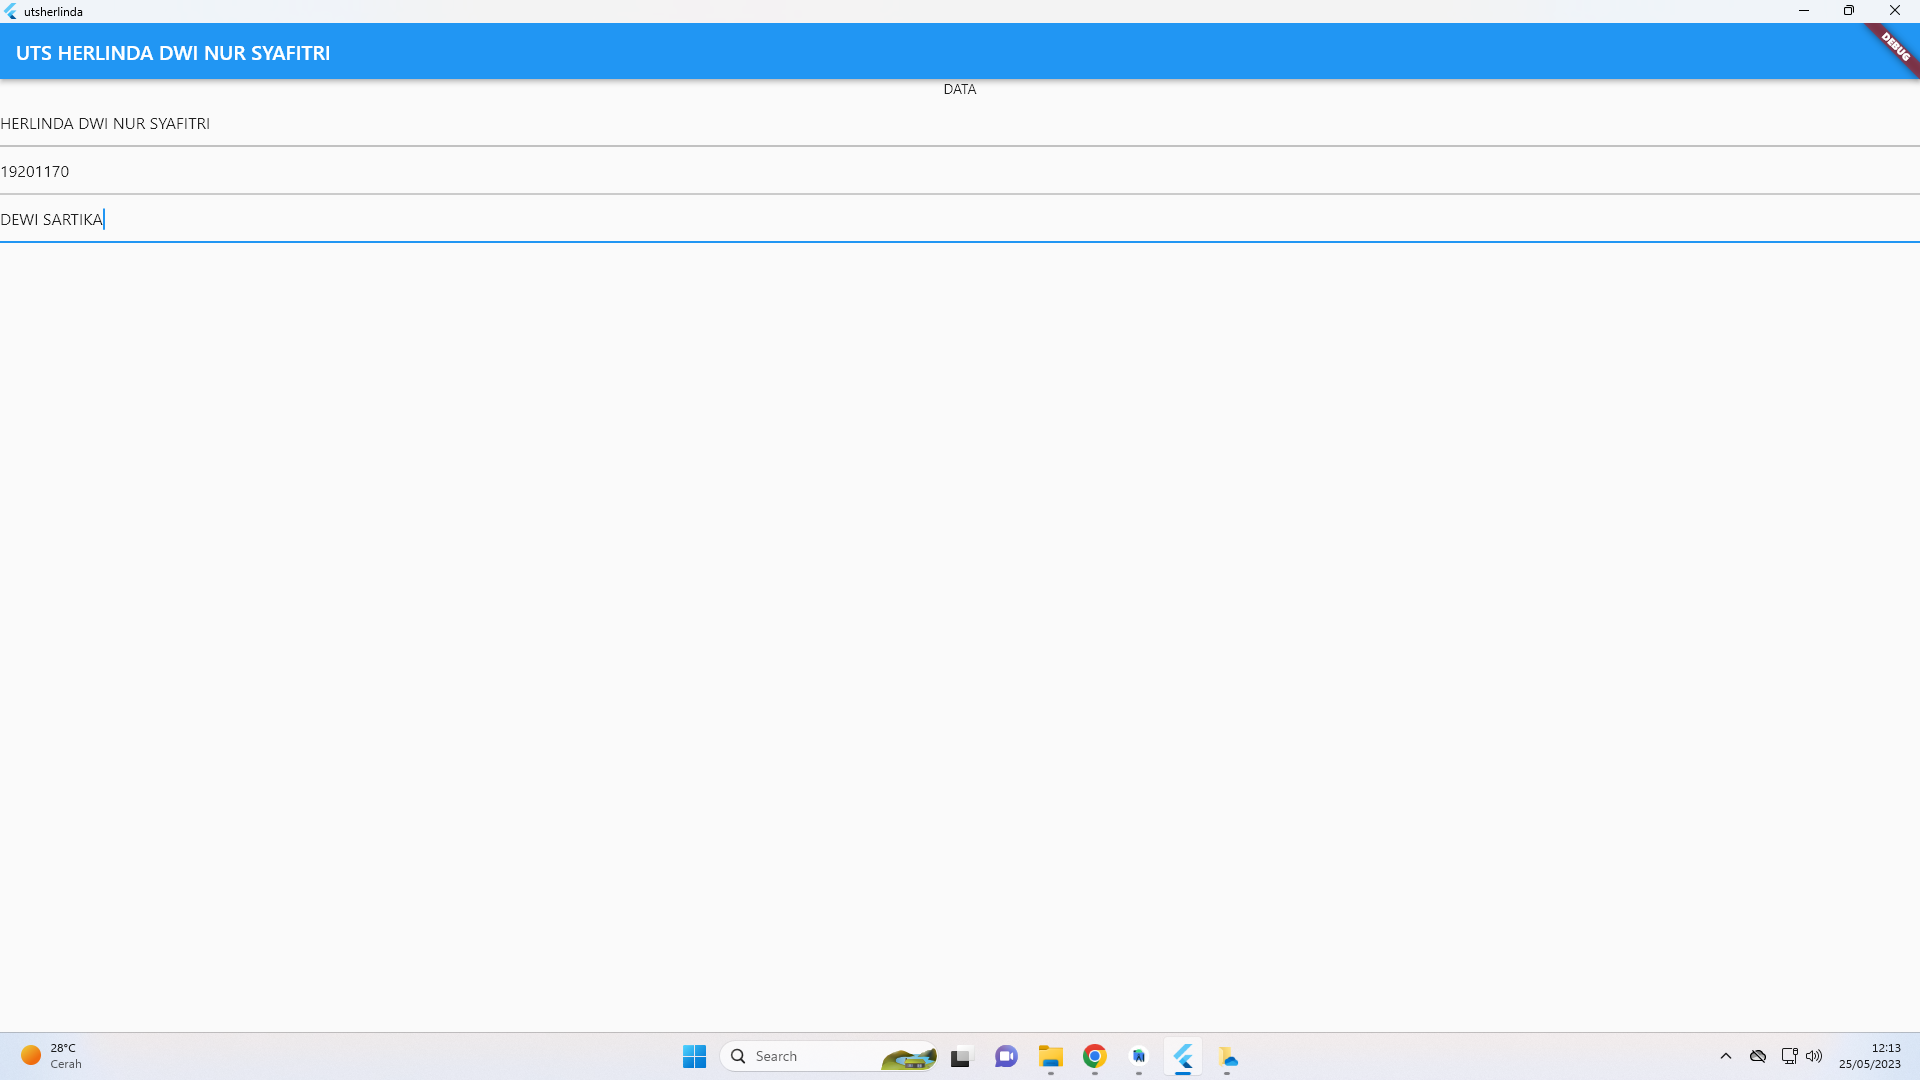 utsherlinda
UTS HERLINDA DWI NUR SYAFITRI
DEBUG
DATA
HERLINDA DWI NUR SYAFITRI
19201170
DEWI SARTIKA
28°C
Cerah
Search
12:13
25/05/2023